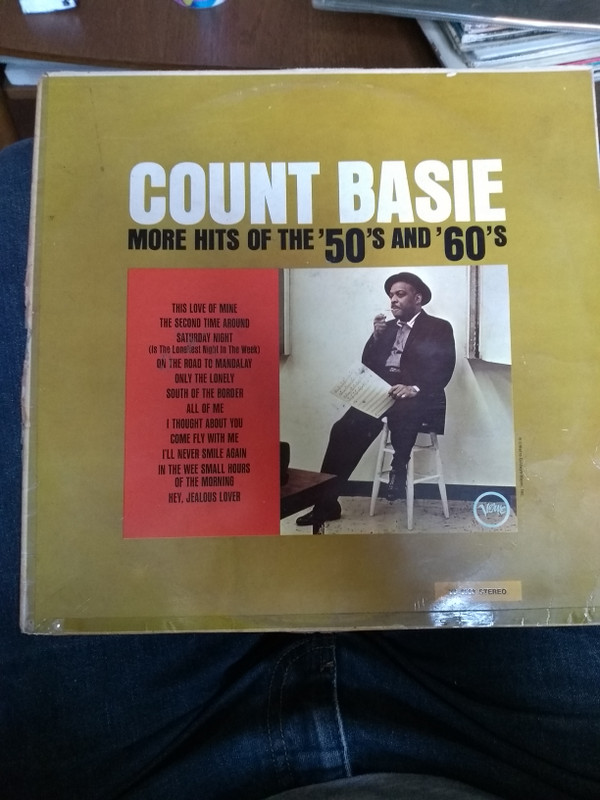 COUNT BASIE
MORE HITS OF THE '50'S AND '60'S
THIS LOVE OF MINE
THE SECOND TIME AROUND
SATURDAY NIGHT
(Is The Loneliest Night In The Week)
ON THE ROAD TO MANDALAY
ONLY THE LONELY
SOUTH OF THE BORDER
ALL OF ME
I THOUGHT ABOUT YOU
COME FLY WITH ME
I'LL NEVER SMILE AGAIN
IN THE WEE SMALL HOURS
OF THE MORNING
HEY, JEALOUS LOVER
Verve
STEREO